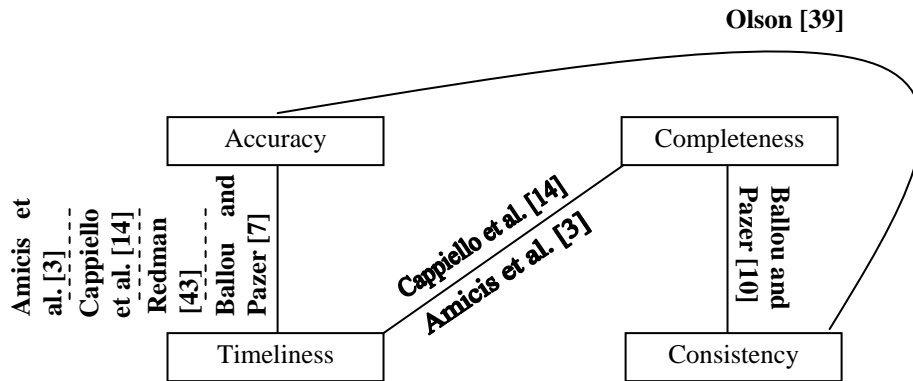 Olson [39]
Accuracy
Completeness
Amicis et
al. [3]
Cappiello
et al. [14]
Redman
[43]
Ballou and
Pazer [7]
Cappiello et al. [14]
Amicis et al. [3]
Ballou and
Pazer [10]
Timeliness
Consistency